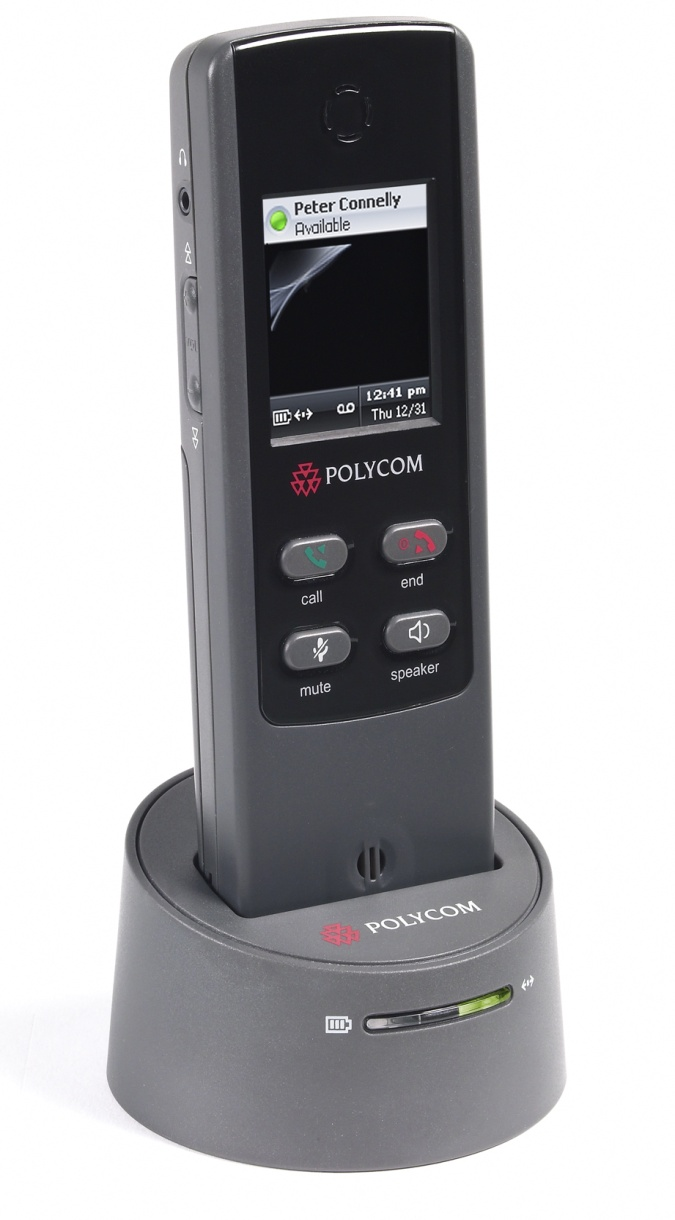 Peter Connelly
Available
12:41 pm
Thu 12/31
POLYCOM
call
end
mute
speaker
POLYCOM